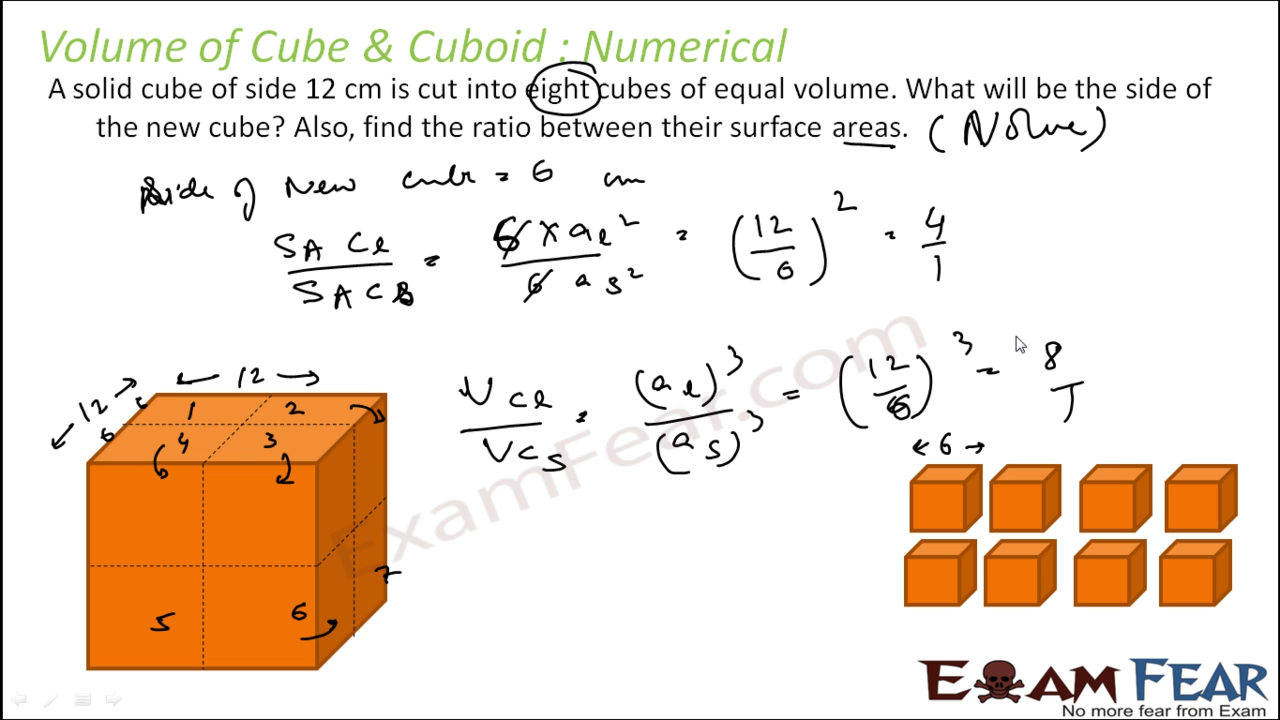 Volume of Cube & Cuboid : Numerical
A solid cube of side 12 cm is cut into eight cubes of equal volume. What will be the side of
the new cube? Also, find the ratio between their surface areas. (Volume)
Side of New cube = 6 cm
SA Cl / SA CS = 6 × al² / 6 as² = (12/6)² = 4/1
V Cl / V CS = (al)³ / (as)³ = (12/6)³ = 8/1
12
12
6
1 2
6
4 3
6
5 6 7
6
ExamFear.com
EXAM FEAR
No more fear from Exam